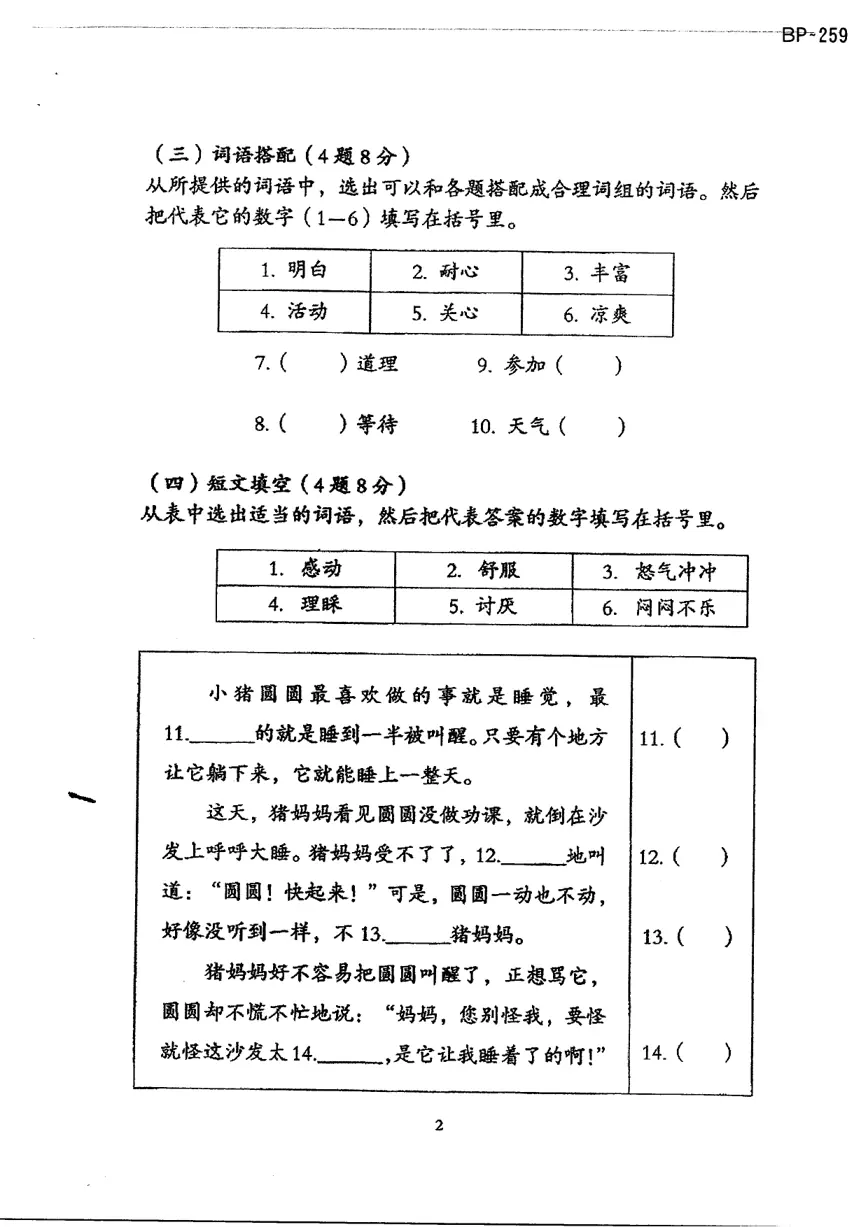 BP-259
（三）词语搭配（4题8分）
从所提供的词语中，选出可以和各题搭配成合理词组的词语。然后
把代表它的数字（1—6）填写在括号里。
1. 明白 2. 耐心 3. 丰富
4. 活动 5. 关心 6. 凉爽
7. (　　) 道理 9. 参加 (　　)
8. (　　) 等待 10. 天气 (　　)
（四）短文填空（4题8分）
从表中选出适当的词语，然后把代表答案的数字填写在括号里。
1. 感动 2. 舒服 3. 怒气冲冲
4. 理睬 5. 讨厌 6. 闷闷不乐
小猪圆圆最喜欢做的事就是睡觉，最
11.______的就是睡到一半被叫醒。只要有个地方 11. (　　)
让它躺下来，它就能睡上一整天。
这天，猪妈妈看见圆圆没做功课，就倒在沙
发上呼呼大睡。猪妈妈受不了了，12.______地叫 12. (　　)
道：“圆圆！快起来！”可是，圆圆一动也不动，
好像没听到一样，不 13.______猪妈妈。 13. (　　)
猪妈妈好不容易把圆圆叫醒了，正想骂它，
圆圆却不慌不忙地说：“妈妈，您别怪我，要怪
就怪这沙发太 14.______,是它让我睡着了的啊!” 14. (　　)
2